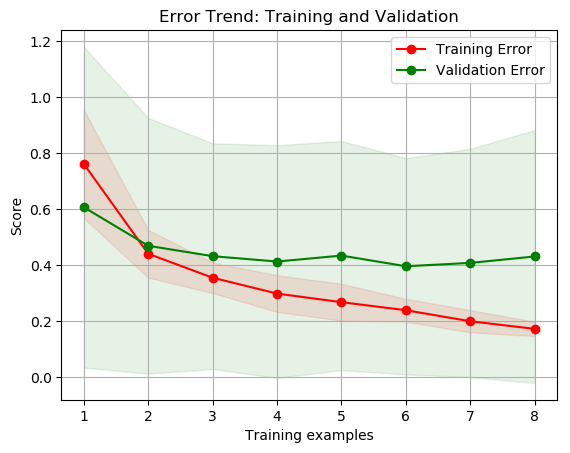 Error Trend: Training and Validation
1.2
1.0
0.8
0.6
0.4
0.2
0.0
Score
Training Error
Validation Error
1 2 3 4 5 6 7 8
Training examples